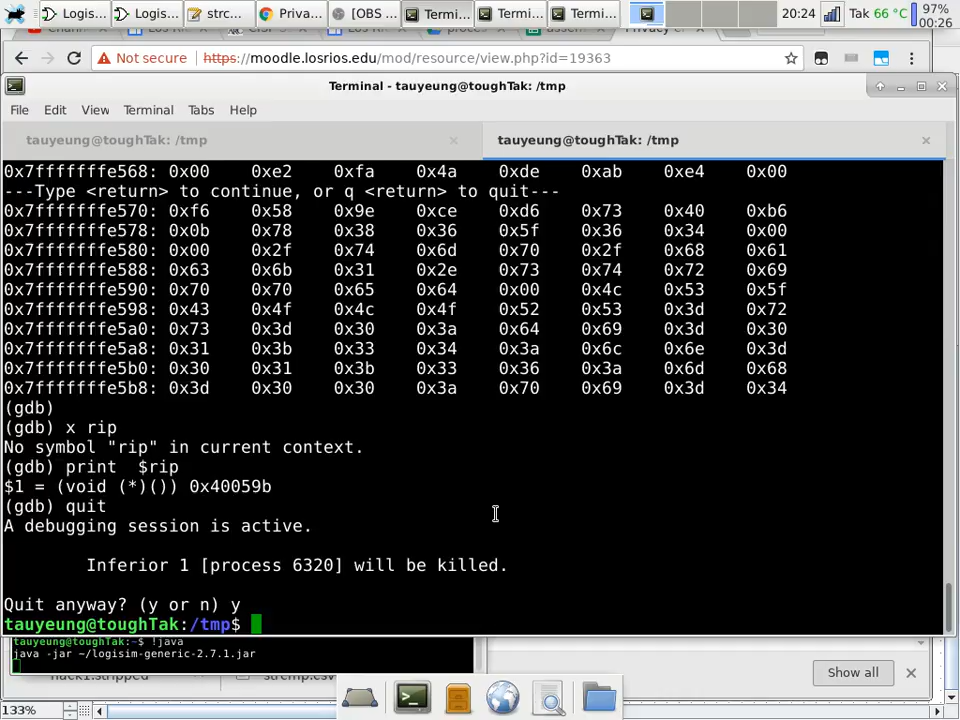 Logis...
Logis...
strc...
Priva...
[OBS ...
Termi...
Termi...
Termi...
20:24
Tak 66 °C
97%
00:26
Not secure
https://moodle.losrios.edu/mod/resource/view.php?id=19363
Terminal - tauyeung@toughTak: /tmp
File Edit View Terminal Tabs Help
tauyeung@toughTak: /tmp
tauyeung@toughTak: /tmp
0x7fffffffe568: 0x00 0xe2 0xfa 0x4a 0xde 0xab 0xe4 0x00
---Type <return> to continue, or q <return> to quit---
0x7fffffffe570: 0xf6 0x58 0x9e 0xce 0xd6 0x73 0x40 0xb6
0x7fffffffe578: 0x0b 0x78 0x38 0x36 0x5f 0x36 0x34 0x00
0x7fffffffe580: 0x00 0x2f 0x74 0x6d 0x70 0x2f 0x68 0x61
0x7fffffffe588: 0x63 0x6b 0x31 0x2e 0x73 0x74 0x72 0x69
0x7fffffffe590: 0x70 0x70 0x65 0x64 0x00 0x4c 0x53 0x5f
0x7fffffffe598: 0x43 0x4f 0x4c 0x4f 0x52 0x53 0x3d 0x72
0x7fffffffe5a0: 0x73 0x3d 0x30 0x3a 0x64 0x69 0x3d 0x30
0x7fffffffe5a8: 0x31 0x3b 0x33 0x34 0x3a 0x6c 0x6e 0x3d
0x7fffffffe5b0: 0x30 0x31 0x3b 0x33 0x36 0x3a 0x6d 0x68
0x7fffffffe5b8: 0x3d 0x30 0x30 0x3a 0x70 0x69 0x3d 0x34
(gdb)
(gdb) x rip
No symbol "rip" in current context.
(gdb) print  $rip
$1 = (void (*)()) 0x40059b
(gdb) quit
A debugging session is active.
Inferior 1 [process 6320] will be killed.
Quit anyway? (y or n) y
tauyeung@toughTak:/tmp$
tauyeung@toughTak:~$ !java
java -jar ~/logisim-generic-2.7.1.jar
hack1.stripped
strcmp.csv
Show all
133%